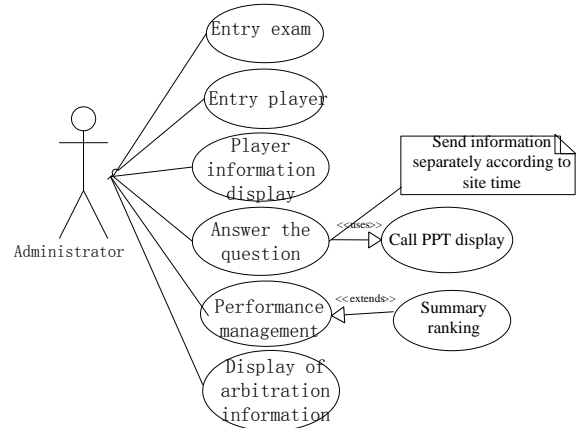 Entry exam
Entry player
Player
information
display
Send information
separately according to
site time
Administrator
Answer the
question
<<uses>>
Call PPT display
Performance
management
<<extends>>
Summary
ranking
Display of
arbitration
information